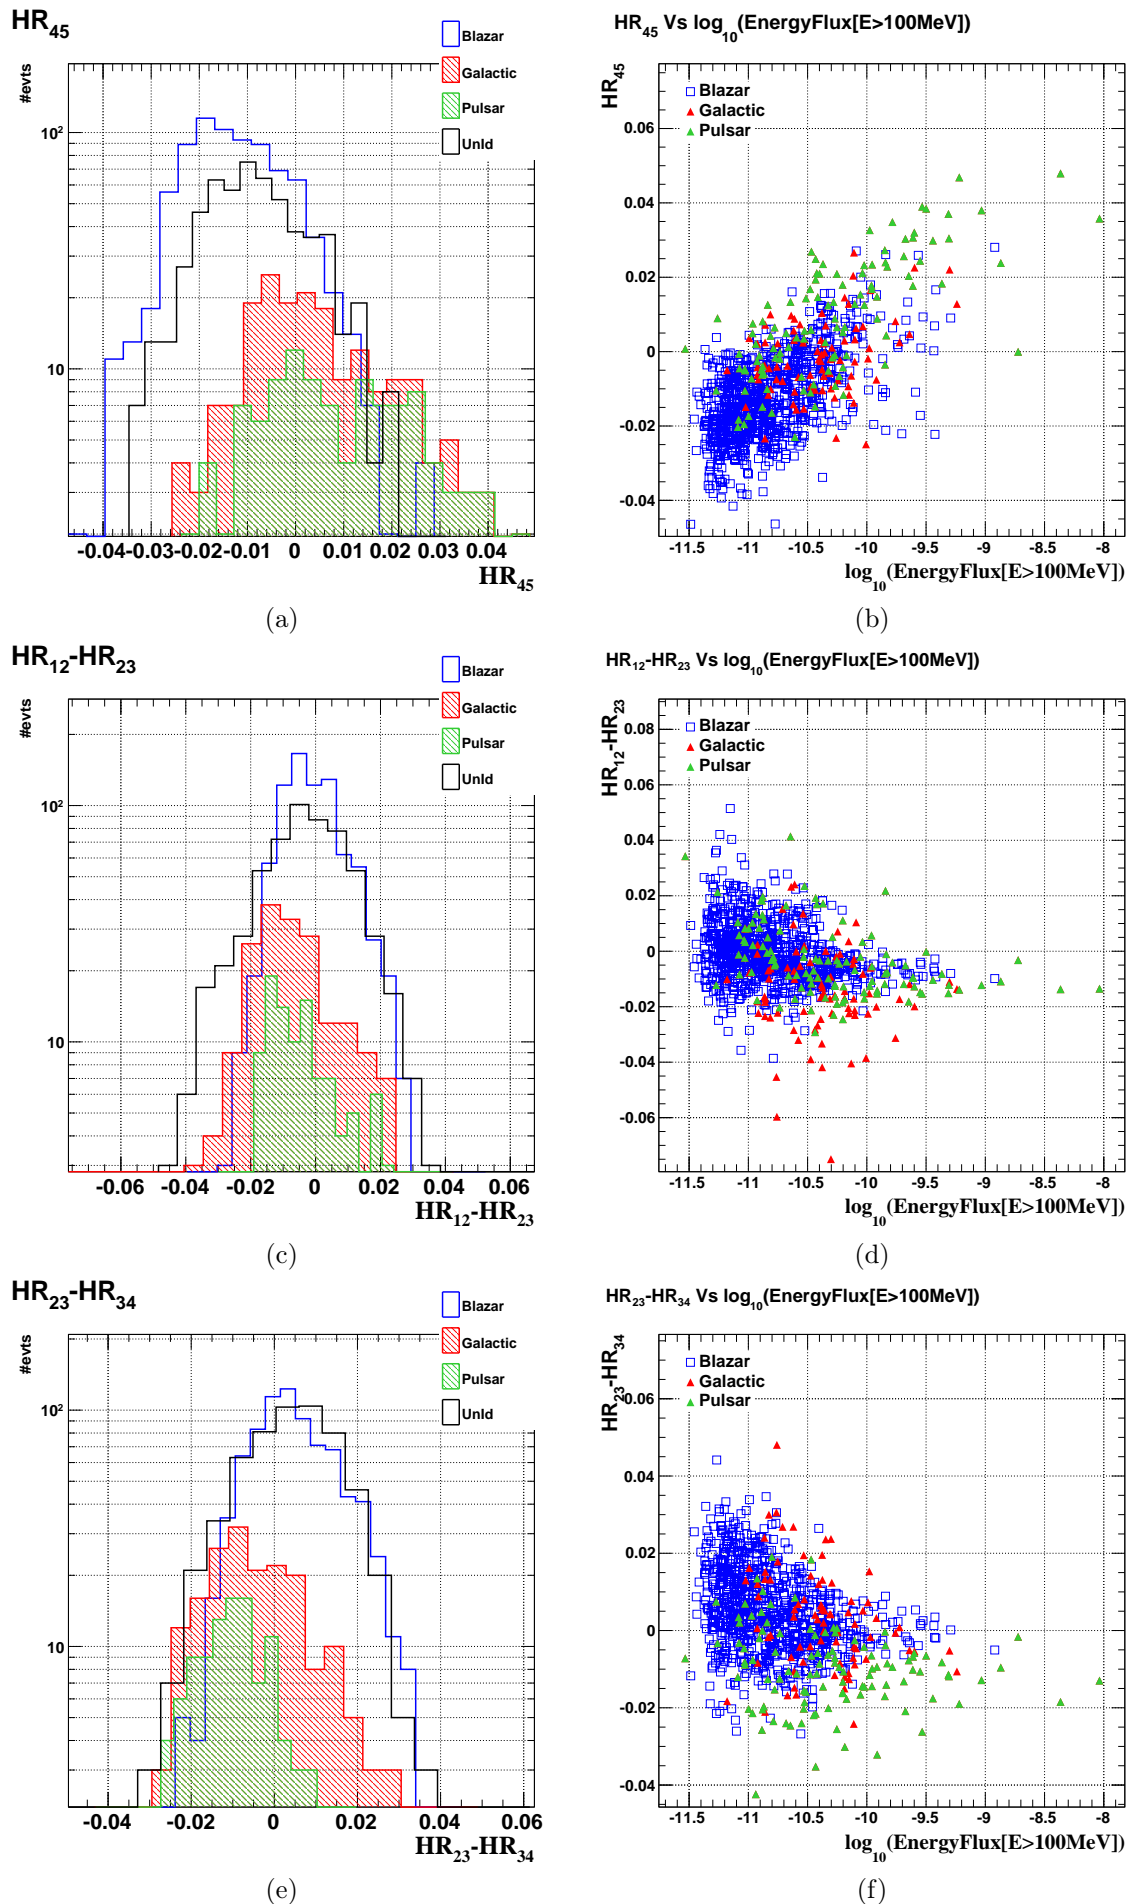 HR45
#evts
Blazar
Galactic
Pulsar
UnId
10²
10
-0.04 -0.03 -0.02 -0.01 0 0.01 0.02 0.03 0.04
HR45
(a)
HR45 Vs log10(EnergyFlux[E>100MeV])
HR45
Blazar
Galactic
Pulsar
0.06
0.04
0.02
0
-0.02
-0.04
-11.5 -11 -10.5 -10 -9.5 -9 -8.5 -8
log10(EnergyFlux[E>100MeV])
(b)
HR12-HR23
#evts
Blazar
Galactic
Pulsar
UnId
10²
10
-0.06 -0.04 -0.02 0 0.02 0.04 0.06
HR12-HR23
(c)
HR12-HR23 Vs log10(EnergyFlux[E>100MeV])
HR12-HR23
Blazar
Galactic
Pulsar
0.08
0.06
0.04
0.02
0
-0.02
-0.04
-0.06
-11.5 -11 -10.5 -10 -9.5 -9 -8.5 -8
log10(EnergyFlux[E>100MeV])
(d)
HR23-HR34
#evts
Blazar
Galactic
Pulsar
UnId
10²
10
-0.04 -0.02 0 0.02 0.04 0.06
HR23-HR34
(e)
HR23-HR34 Vs log10(EnergyFlux[E>100MeV])
HR23-HR34
Blazar
Galactic
Pulsar
0.06
0.04
0.02
0
-0.02
-0.04
-11.5 -11 -10.5 -10 -9.5 -9 -8.5 -8
log10(EnergyFlux[E>100MeV])
(f)